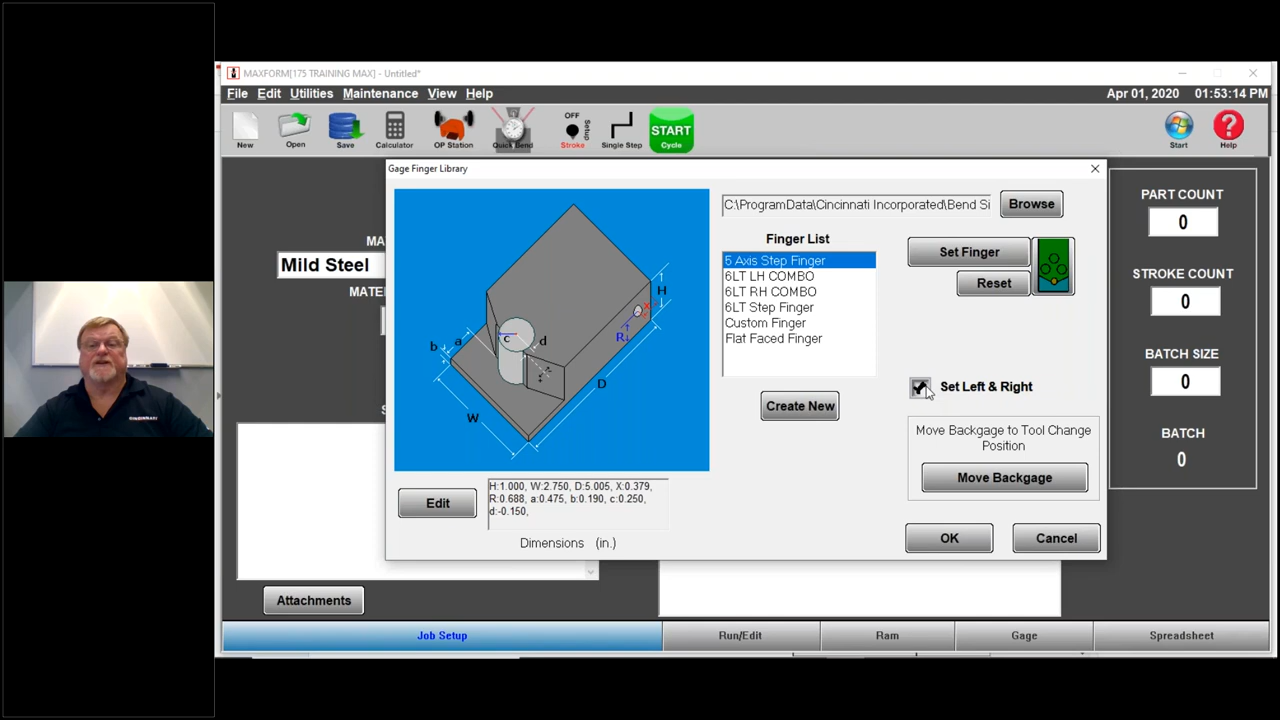 MAXFORM[175 TRAINING MAX] - Untitled*
File Edit Utilities Maintenance View Help
Apr 01, 2020 01:53:14 PM
New
Open
Save
Calculator
OP Station
Quick Bend
OFF
Setup
Stroke
Single Step
START
Cycle
Start
Help
Gage Finger Library
C:\ProgramData\Cincinnati Incorporated\Bend Si
Browse
Finger List
5 Axis Step Finger
6LT LH COMBO
6LT RH COMBO
6LT Step Finger
Custom Finger
Flat Faced Finger
Set Finger
Reset
Create New
Set Left & Right
Move Backgage to Tool Change
Position
Move Backgage
OK
Cancel
H
X
R
D
d
c
a
b
W
Edit
H:1.000, W:2.750, D:5.005, X:0.379,
R:0.688, a:0.475, b:0.190, c:0.250,
d:-0.150,
Dimensions (in.)
MA
Mild Steel
MATE
Attachments
PART COUNT
0
STROKE COUNT
0
BATCH SIZE
0
BATCH
0
Job Setup
Run/Edit
Ram
Gage
Spreadsheet